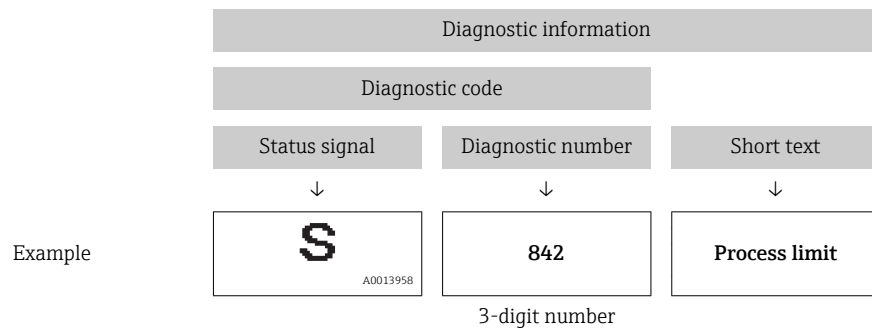 Diagnostic information
Diagnostic code
Status signal Diagnostic number Short text
↓ ↓ ↓
Example S 842 Process limit
A0013958
3-digit number